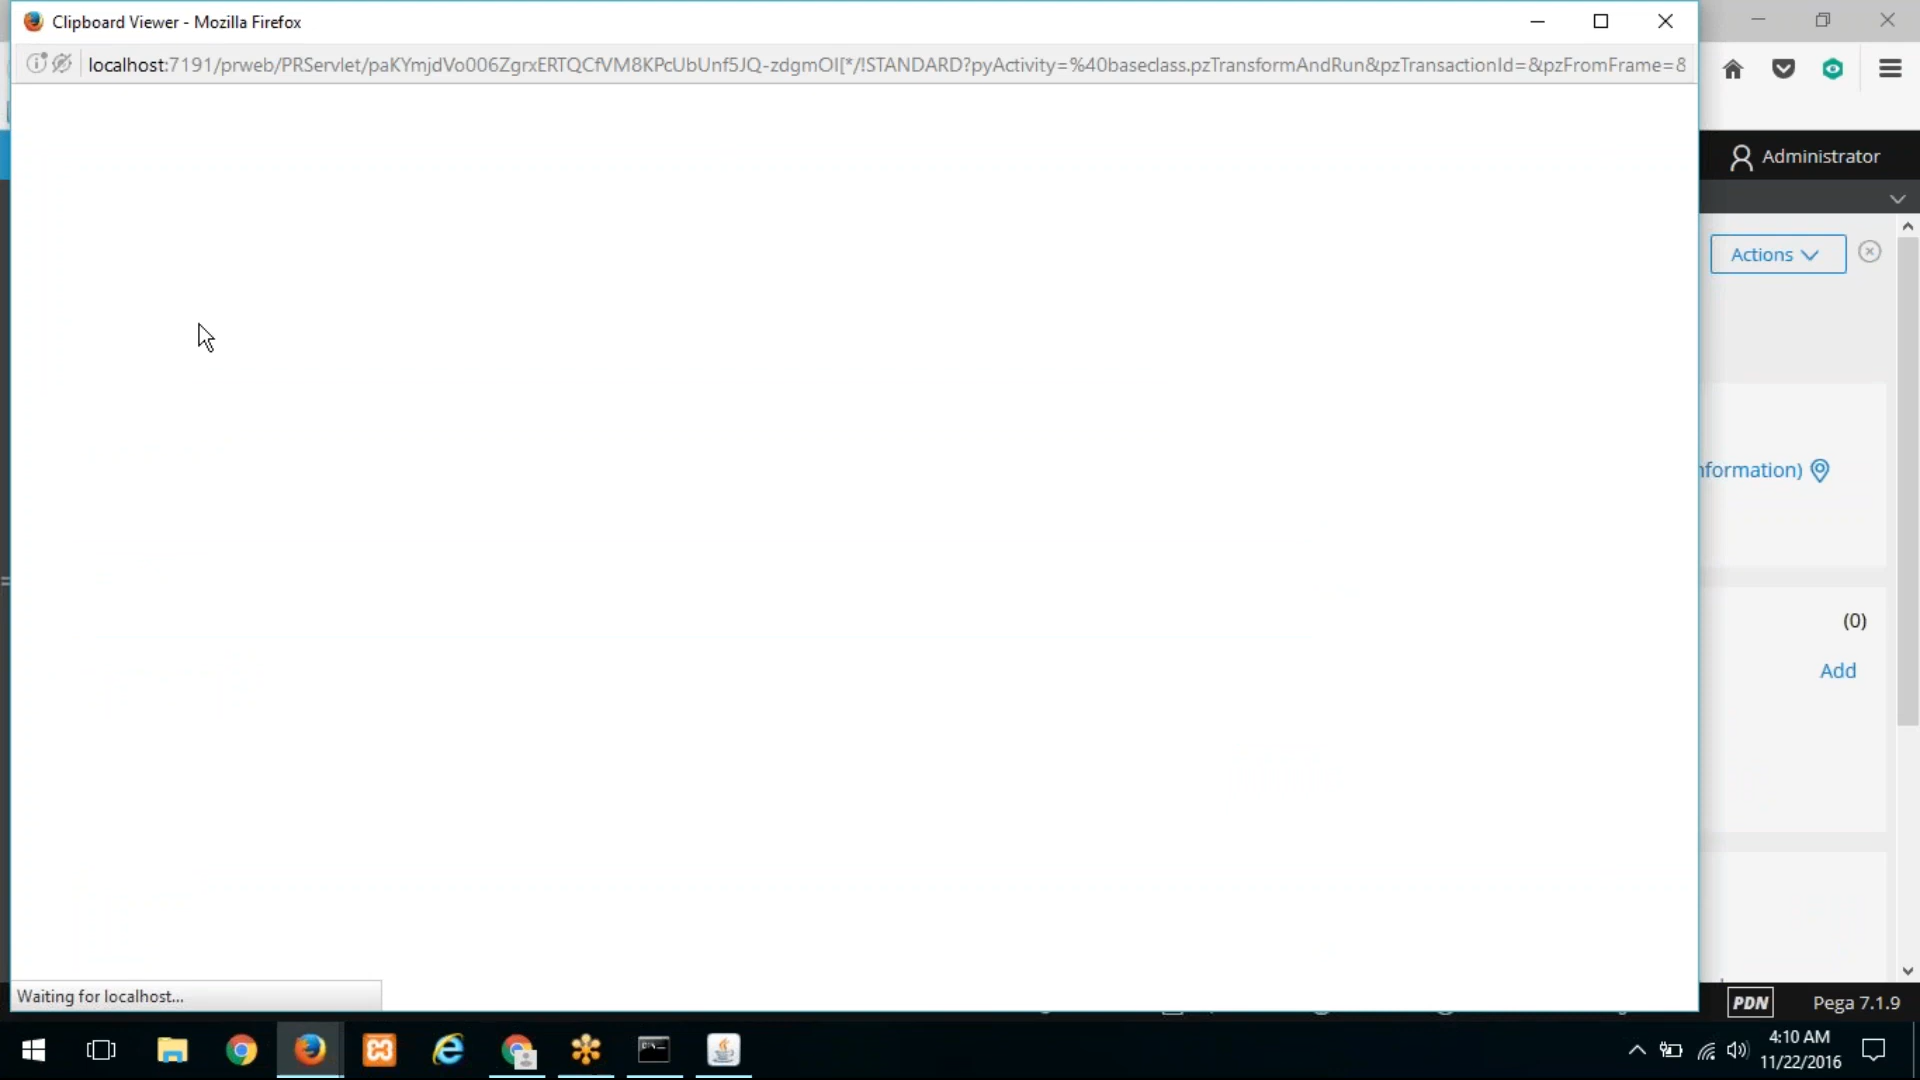 Clipboard Viewer - Mozilla Firefox
localhost:7191/prweb/PRServlet/paKYmjdVo006ZgrxERTQCfVM8KPcUbUnf5JQ-zdgmOI[*/!STANDARD?pyActivity=%40baseclass.pzTransformAndRun&pzTransactionId=&pzFromFrame=8
Administrator
Actions
nformation)
(0)
Add
Waiting for localhost...
PDN
Pega 7.1.9
4:10 AM
11/22/2016